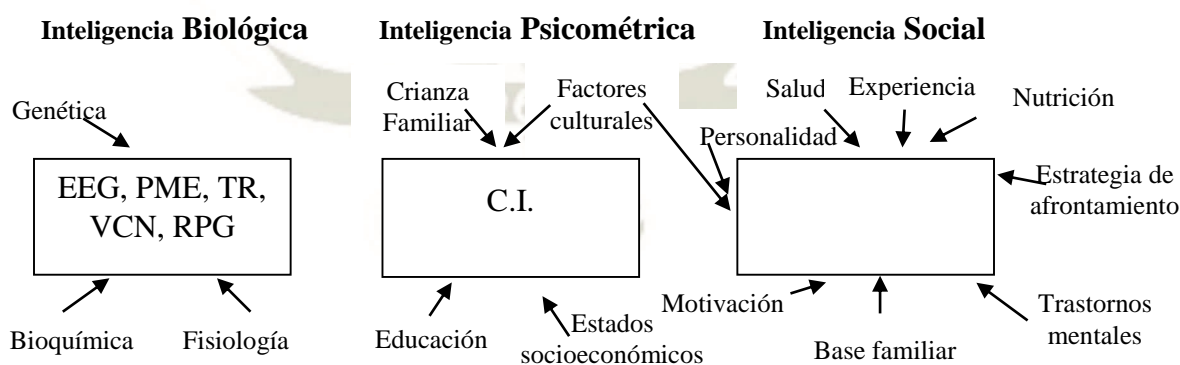 Inteligencia Biológica
Inteligencia Psicométrica
Inteligencia Social
Genética
EEG, PME, TR,
VCN, RPG
Bioquímica
Fisiología
Crianza
Familiar
Factores
culturales
C.I.
Educación
Estados
socioeconómicos
Salud
Experiencia
Nutrición
Personalidad
Estrategia de
afrontamiento
Motivación
Base familiar
Trastornos
mentales